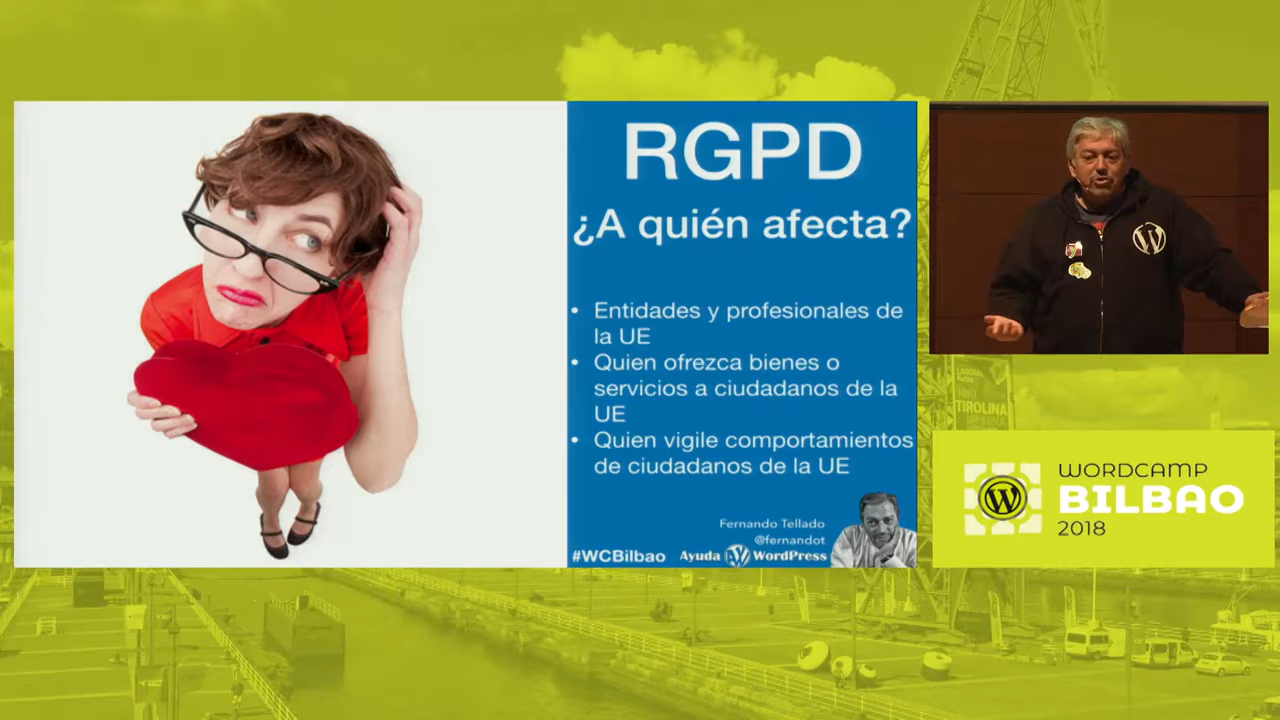 RGPD
¿A quién afecta?
• Entidades y profesionales de
la UE
• Quien ofrezca bienes o
servicios a ciudadanos de la
UE
• Quien vigile comportamientos
de ciudadanos de la UE
Fernando Tellado
@fernandot
#WCBilbao Ayuda WordPress
TIROLINA
WORDCAMP
BILBAO
2018